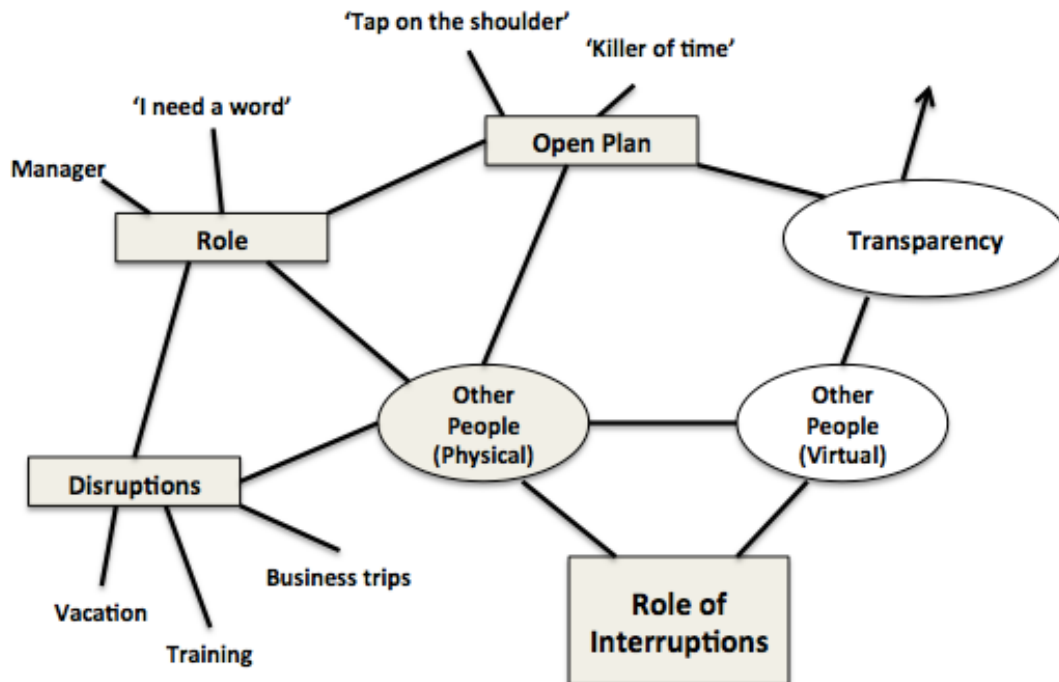 ‘Tap on the shoulder’
‘Killer of time’
‘I need a word’
Manager
Open Plan
Role
Transparency
Other
People
(Physical)
Other
People
(Virtual)
Disruptions
Business trips
Vacation
Training
Role of
Interruptions